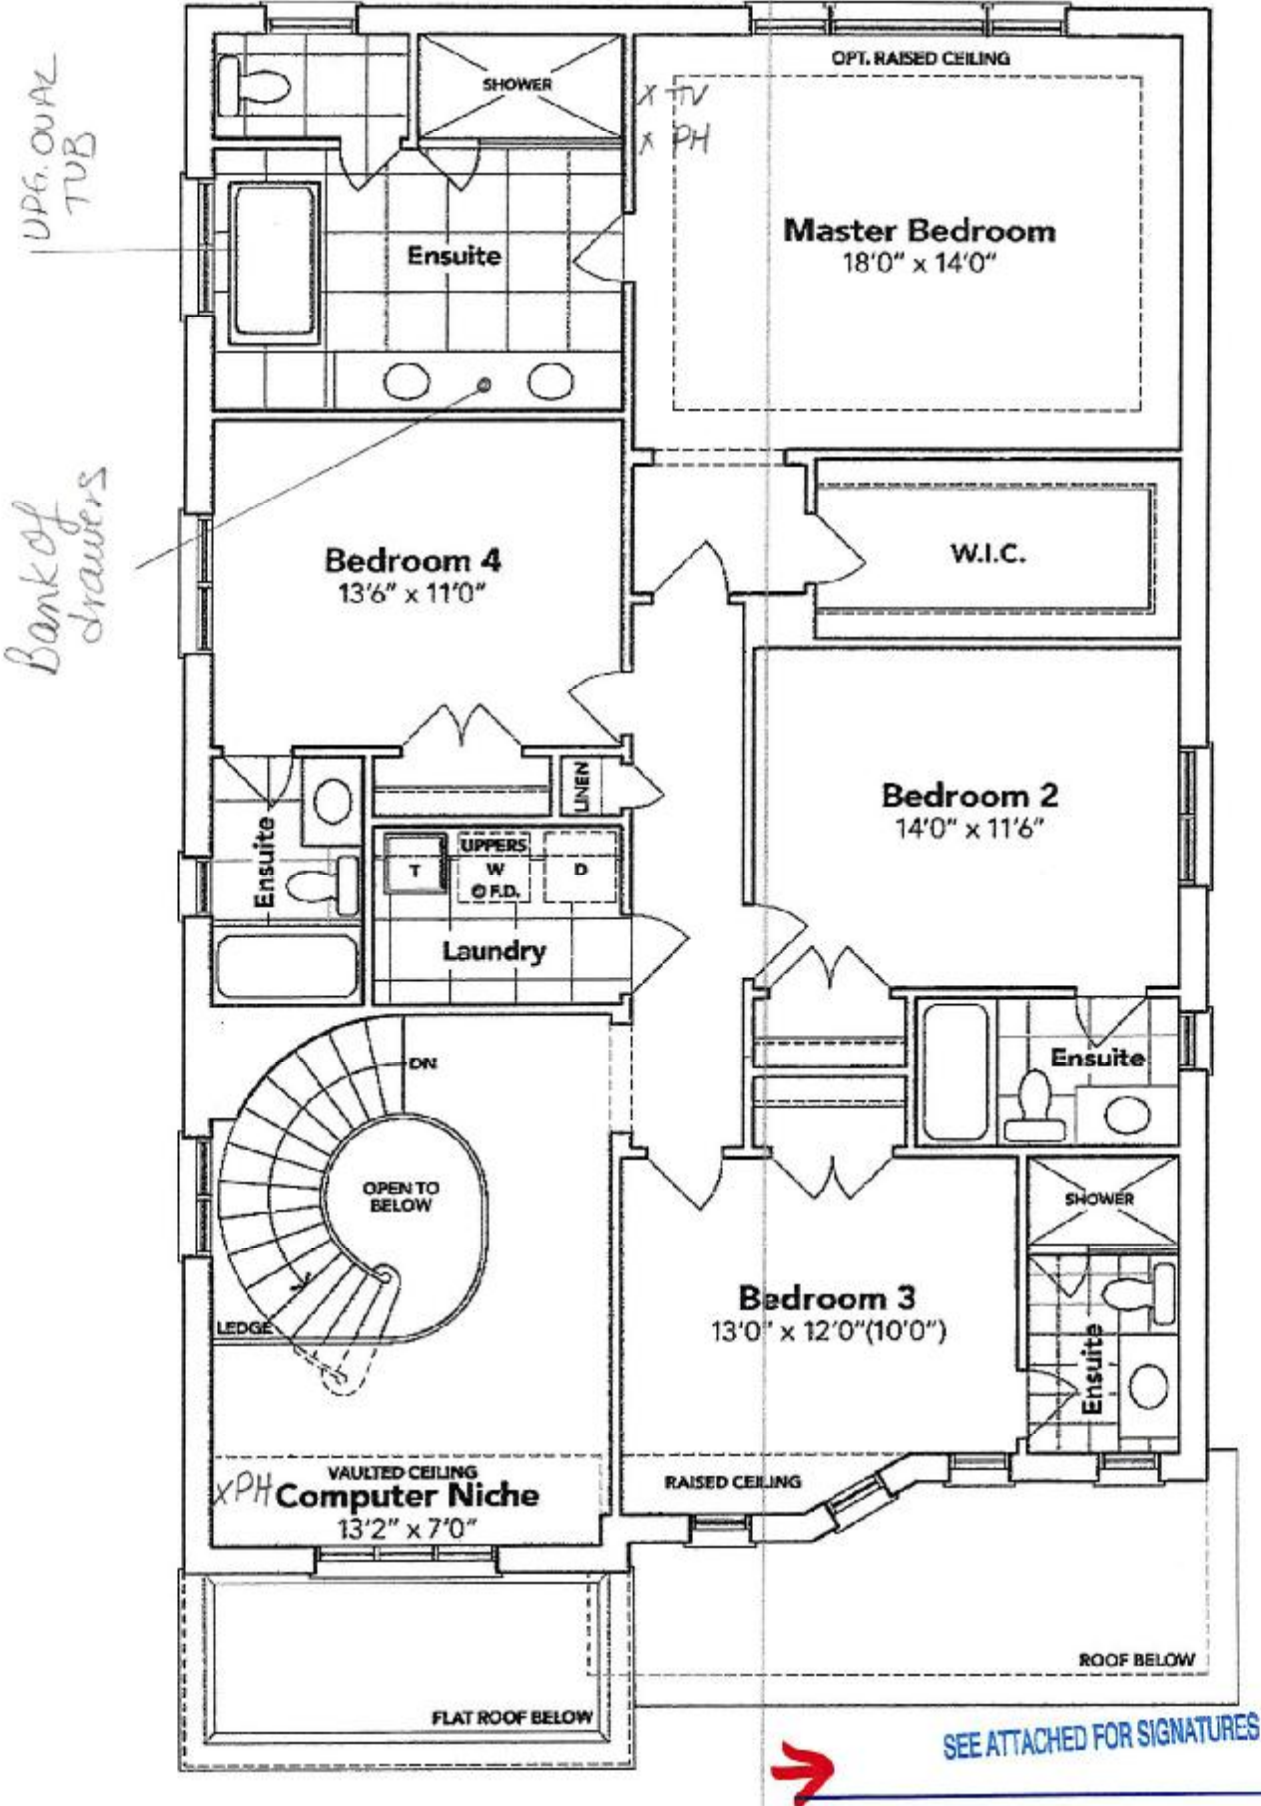 OPT. RAISED CEILING
SHOWER
X TV
X PH
UPG. OVAL
TUB
Master Bedroom
18'0" x 14'0"
Ensuite
Bank of
drawers
Bedroom 4
13'6" x 11'0"
W.I.C.
LINEN
Bedroom 2
14'0" x 11'6"
Ensuite
UPPERS
T
W
D
@ F.D.
Laundry
DN
Ensuite
OPEN TO
BELOW
SHOWER
LEDGE
Bedroom 3
13'0" x 12'0"(10'0")
Ensuite
VAULTED CEILING
RAISED CEILING
XPH
Computer Niche
13'2" x 7'0"
ROOF BELOW
FLAT ROOF BELOW
SEE ATTACHED FOR SIGNATURES